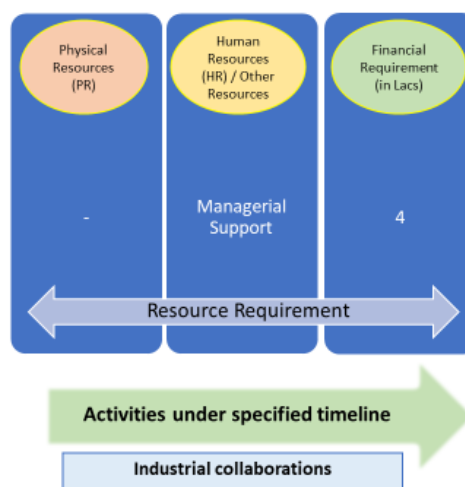 Physical
Resources
(PR)
Human
Resources
(HR) / Other
Resources
Financial
Requirement
(in Lacs)
-
Managerial
Support
4
Resource Requirement
Activities under specified timeline
Industrial collaborations